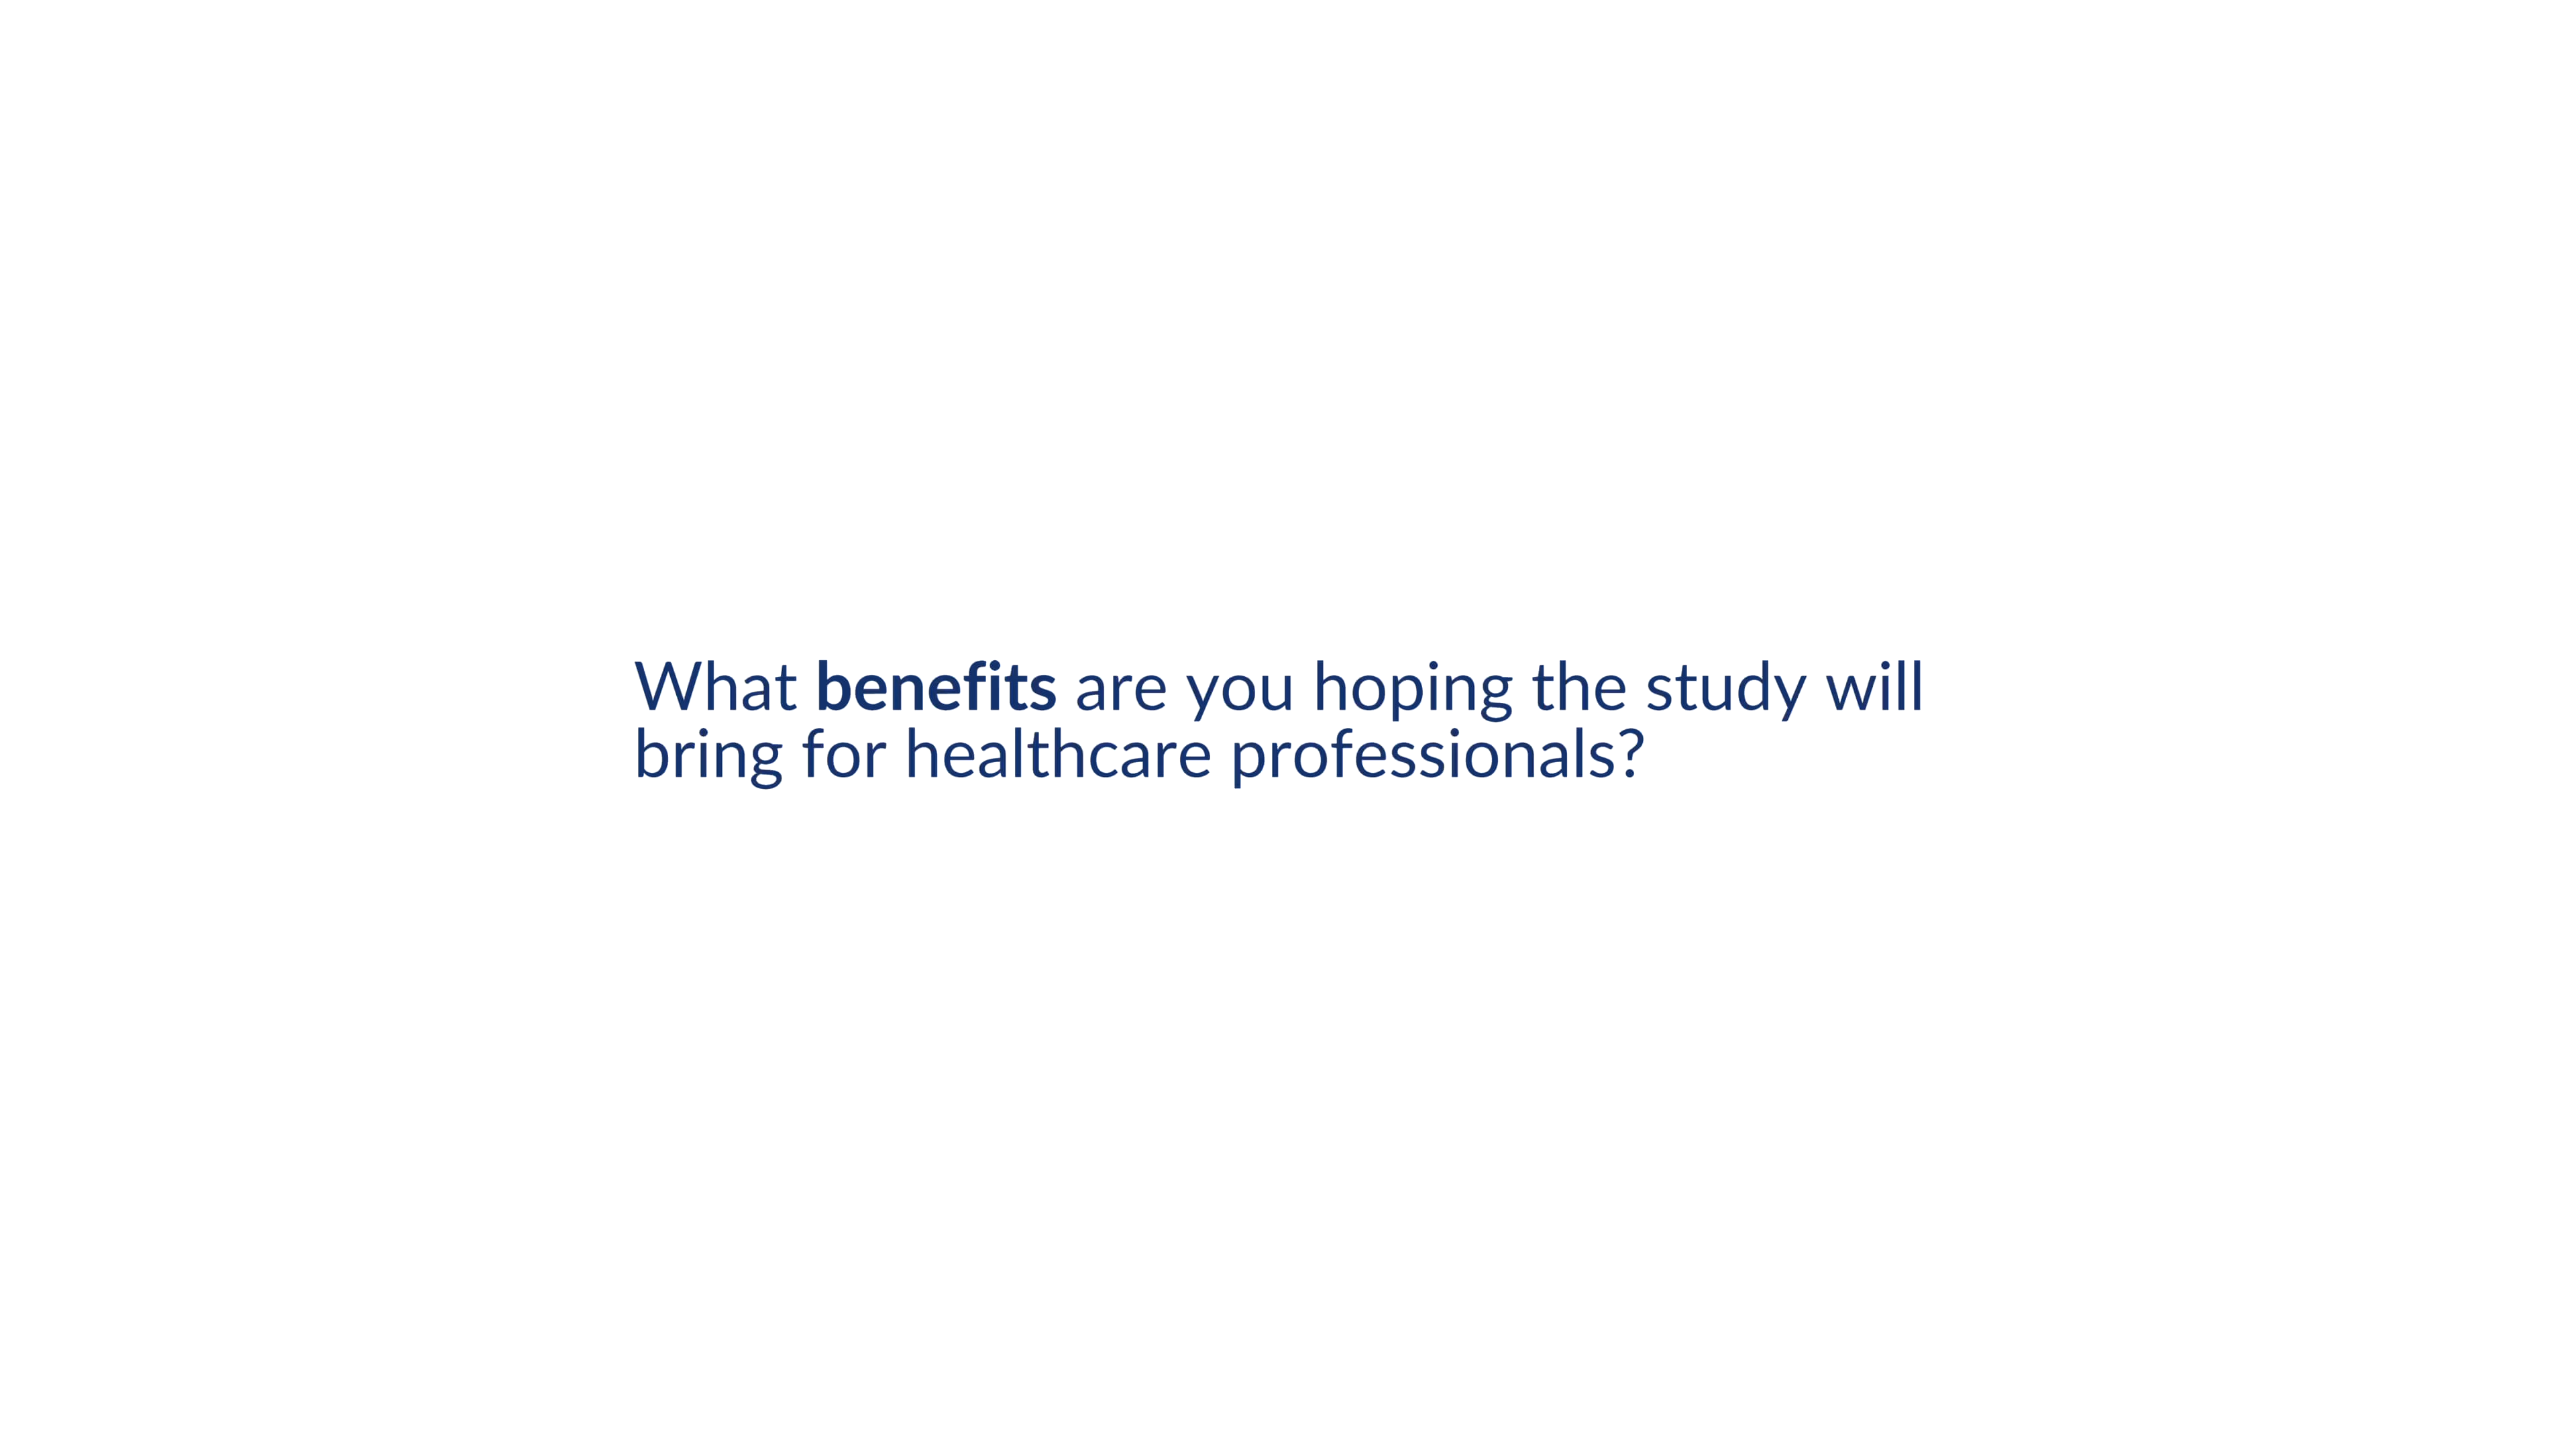 What benefits are you hoping the study will
bring for healthcare professionals?